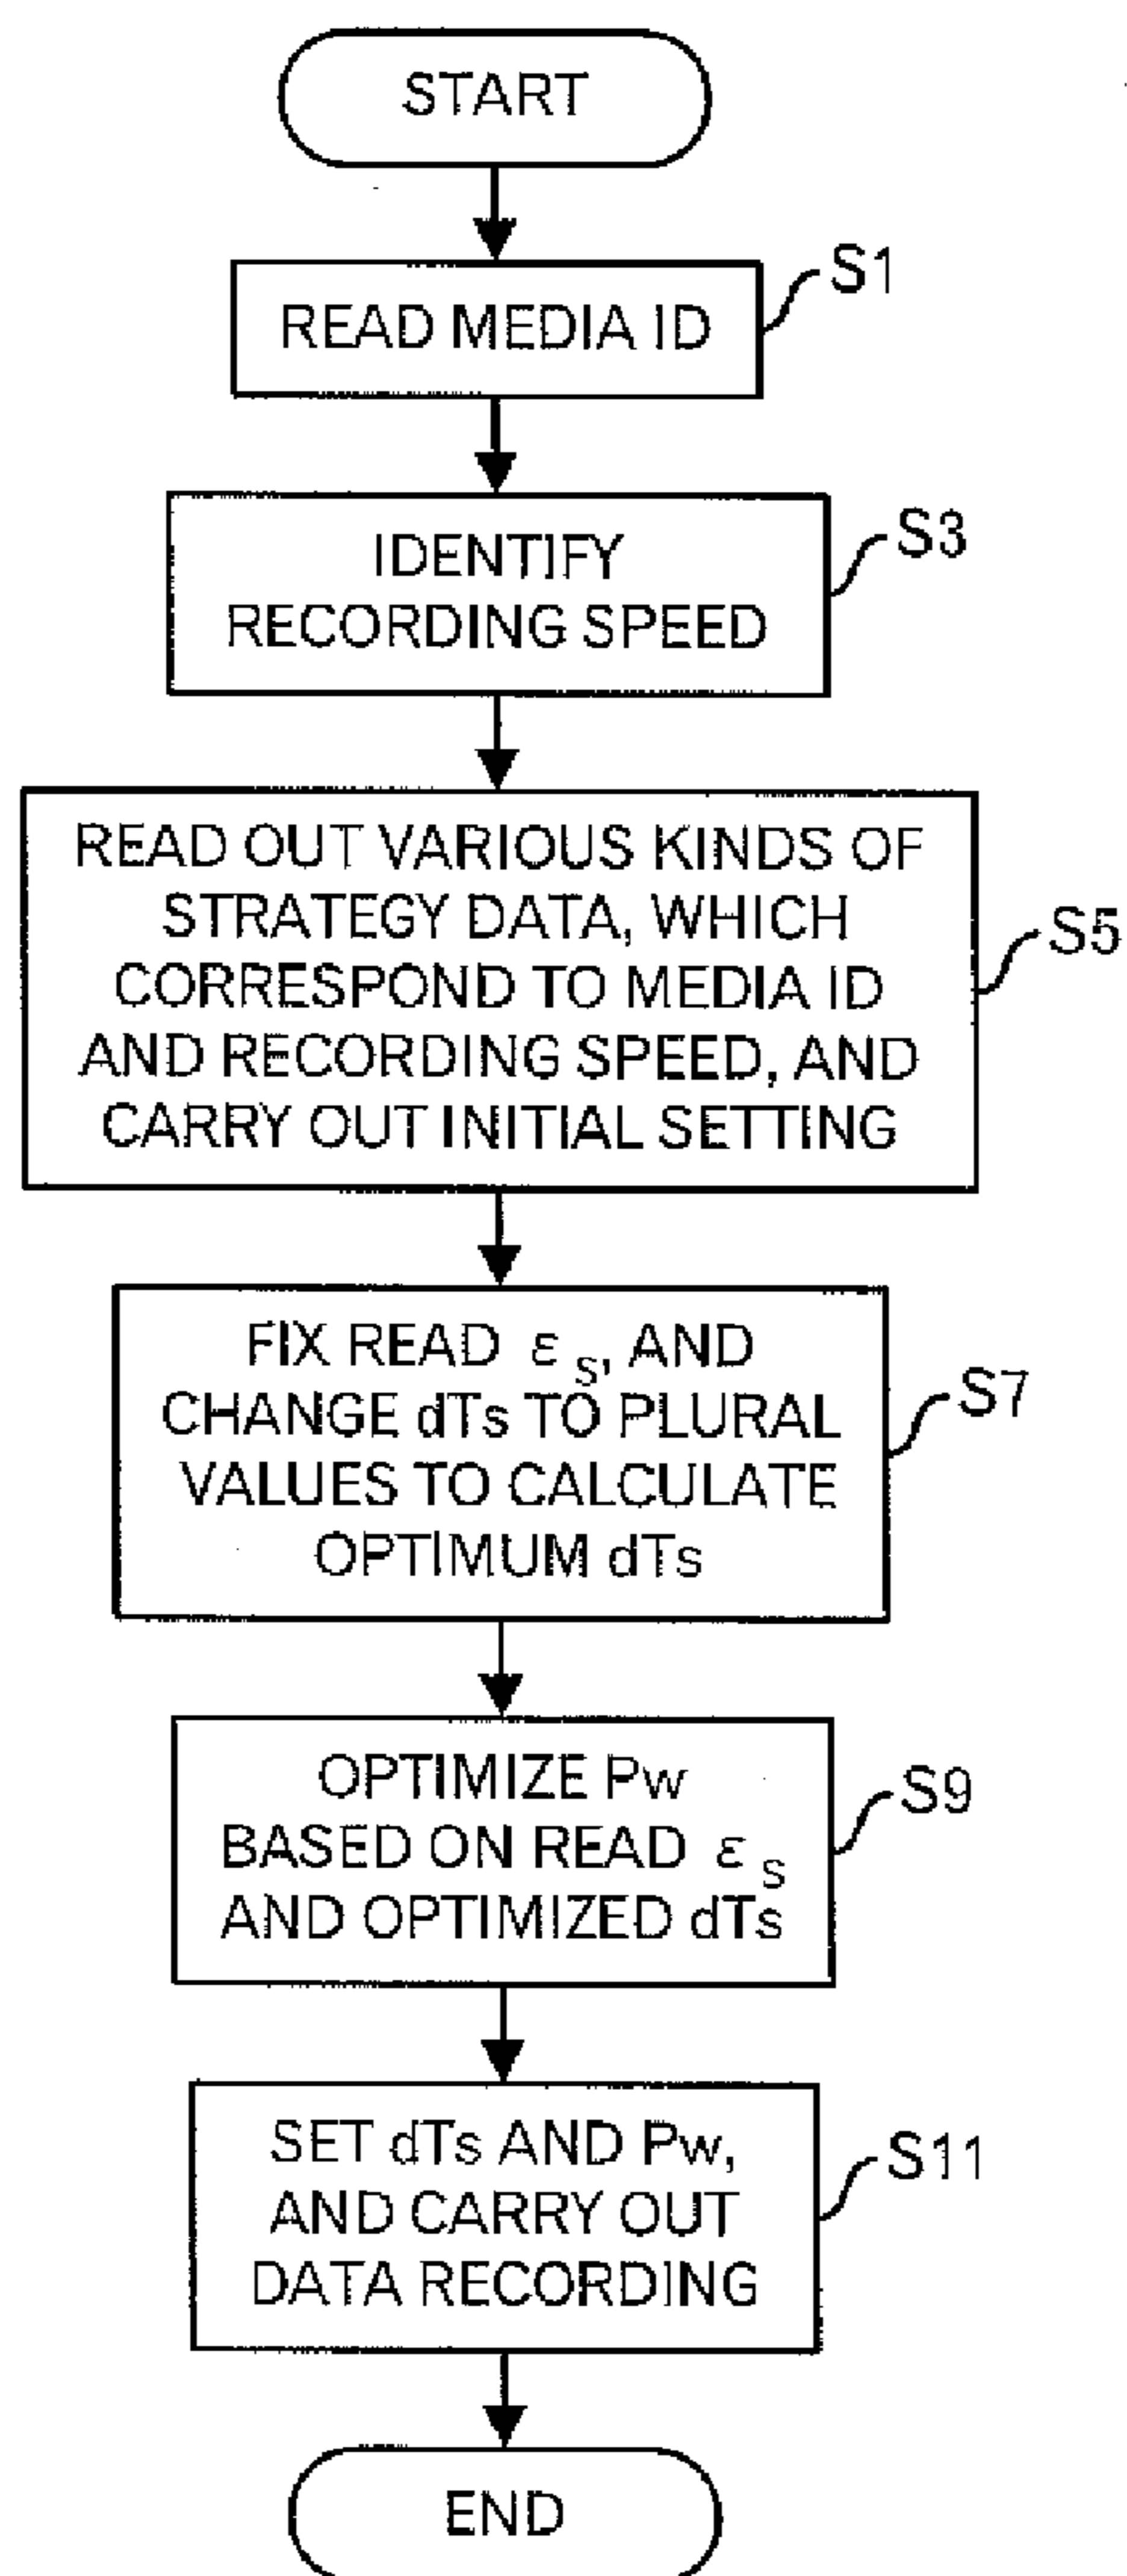 START
READ MEDIA ID
S1
IDENTIFY
RECORDING SPEED
S3
READ OUT VARIOUS KINDS OF
STRATEGY DATA, WHICH
CORRESPOND TO MEDIA ID
AND RECORDING SPEED, AND
CARRY OUT INITIAL SETTING
S5
FIX READ εs, AND
CHANGE dTs TO PLURAL
VALUES TO CALCULATE
OPTIMUM dTs
S7
OPTIMIZE Pw
BASED ON READ εs
AND OPTIMIZED dTs
S9
SET dTs AND Pw,
AND CARRY OUT
DATA RECORDING
S11
END